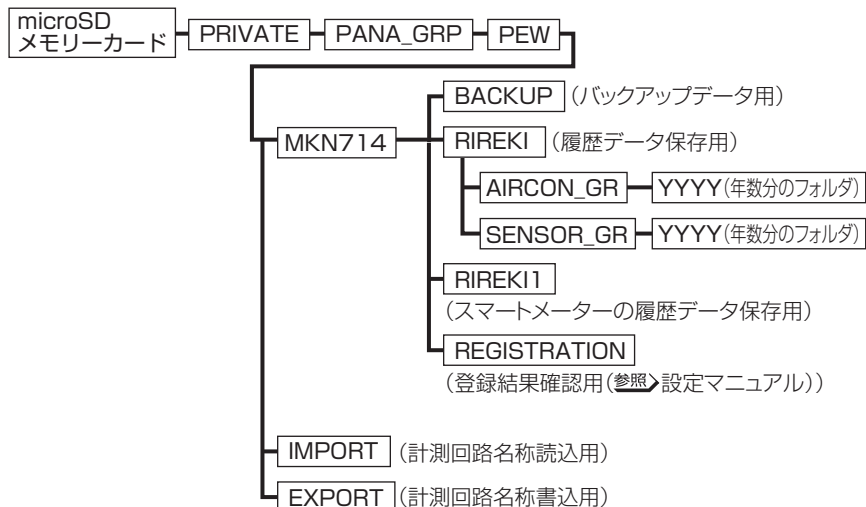 microSD
メモリーカード
PRIVATE
PANA_GRP
PEW
BACKUP (バックアップデータ用)
MKN714
RIREKI (履歴データ保存用)
AIRCON_GR
YYYY(年数分のフォルダ)
SENSOR_GR
YYYY(年数分のフォルダ)
RIREKI1
(スマートメーターの履歴データ保存用)
REGISTRATION
(登録結果確認用(参照 設定マニュアル))
IMPORT (計測回路名称読込用)
EXPORT (計測回路名称書込用)